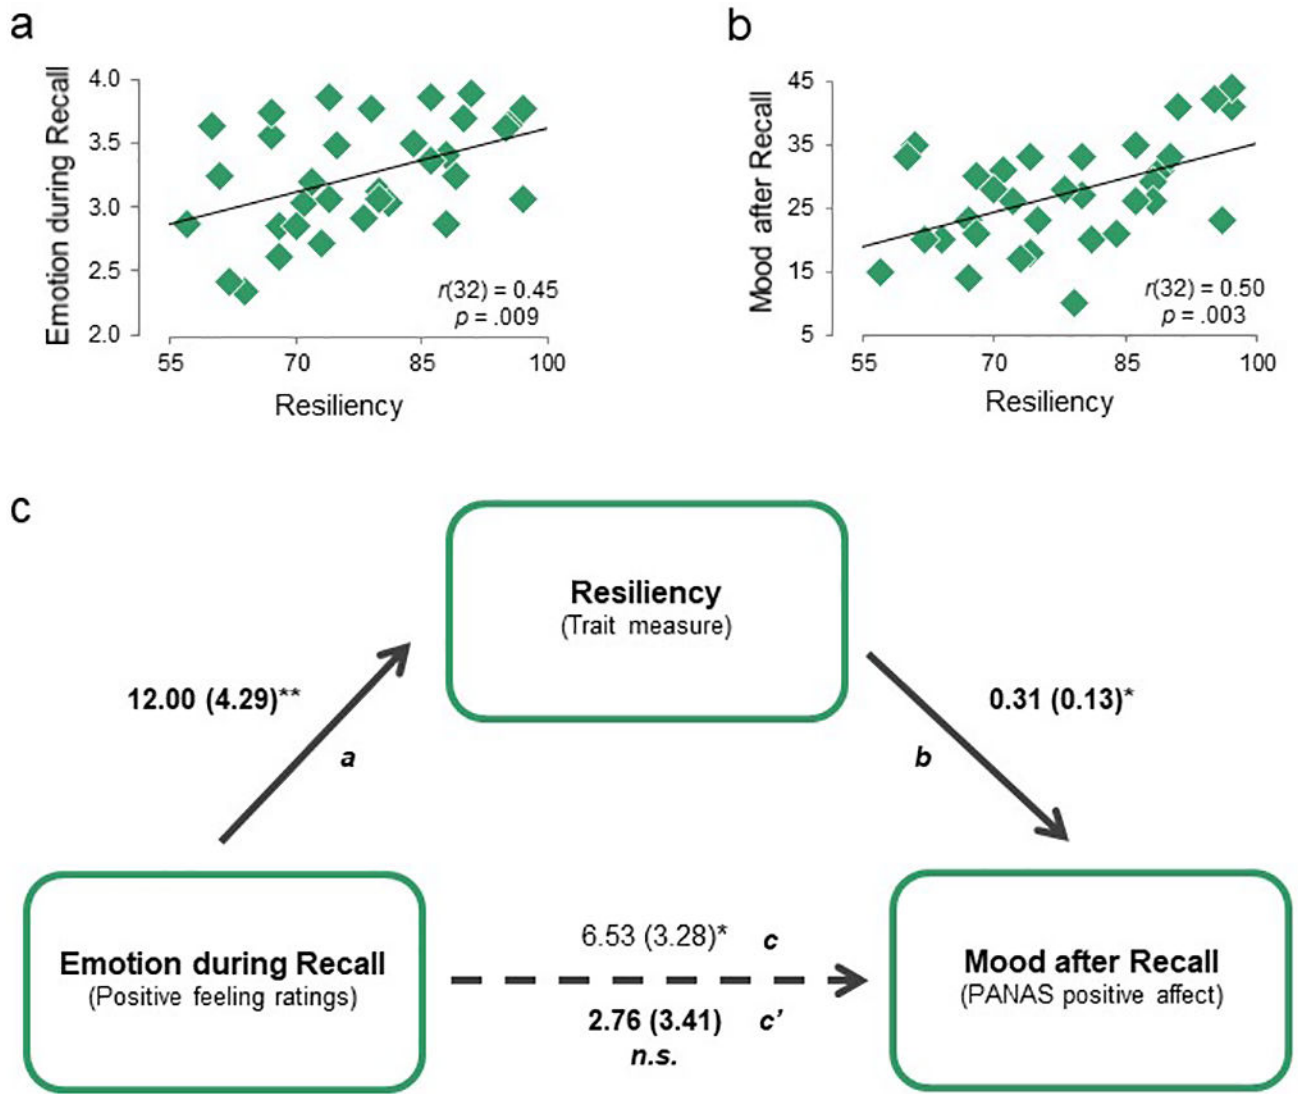 a
Emotion during Recall
4.0
3.5
3.0
2.5
2.0
55 70 85 100
Resiliency
r(32) = 0.45
p = .009
b
Mood after Recall
45
35
25
15
5
55 70 85 100
Resiliency
r(32) = 0.50
p = .003
c
Resiliency
(Trait measure)
12.00 (4.29)**
a
0.31 (0.13)*
b
Emotion during Recall
(Positive feeling ratings)
6.53 (3.28)* c
2.76 (3.41) c’
n.s.
Mood after Recall
(PANAS positive affect)